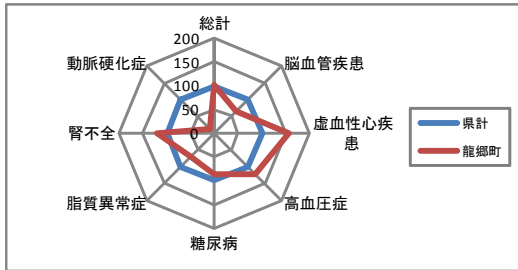 総計
200
150
100
50
0
脳血管疾患
虚血性心疾
患
高血圧症
糖尿病
脂質異常症
腎不全
動脈硬化症
県計
龍郷町